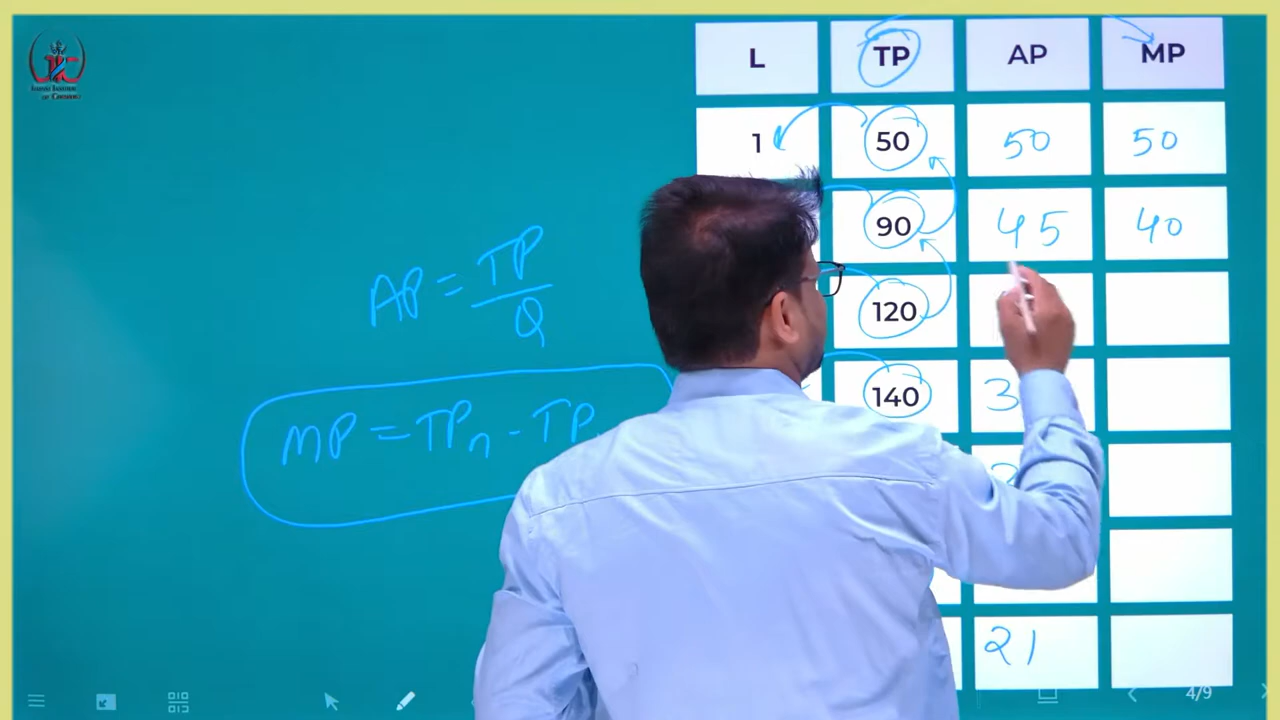 L TP AP MP
1 50 50 50
90 45 40
120
140 3
21
AP = TP
Q
MP = TPn - TP
4/9